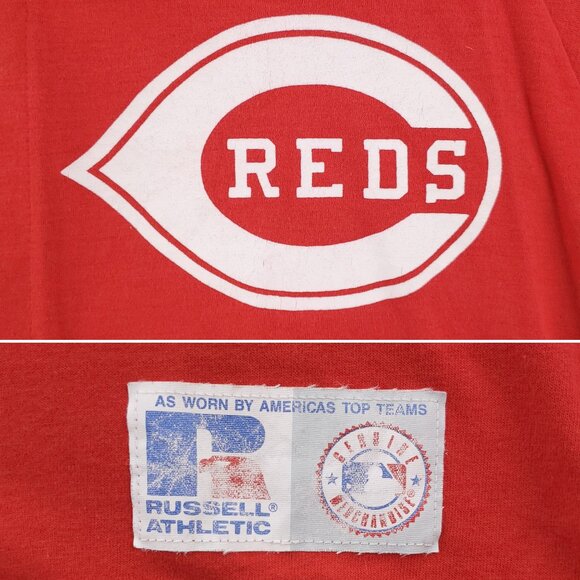 REDS
AS WORN BY AMERICAS TOP TEAMS
R
RUSSELL®
ATHLETIC
GENUINE
MERCHANDISE